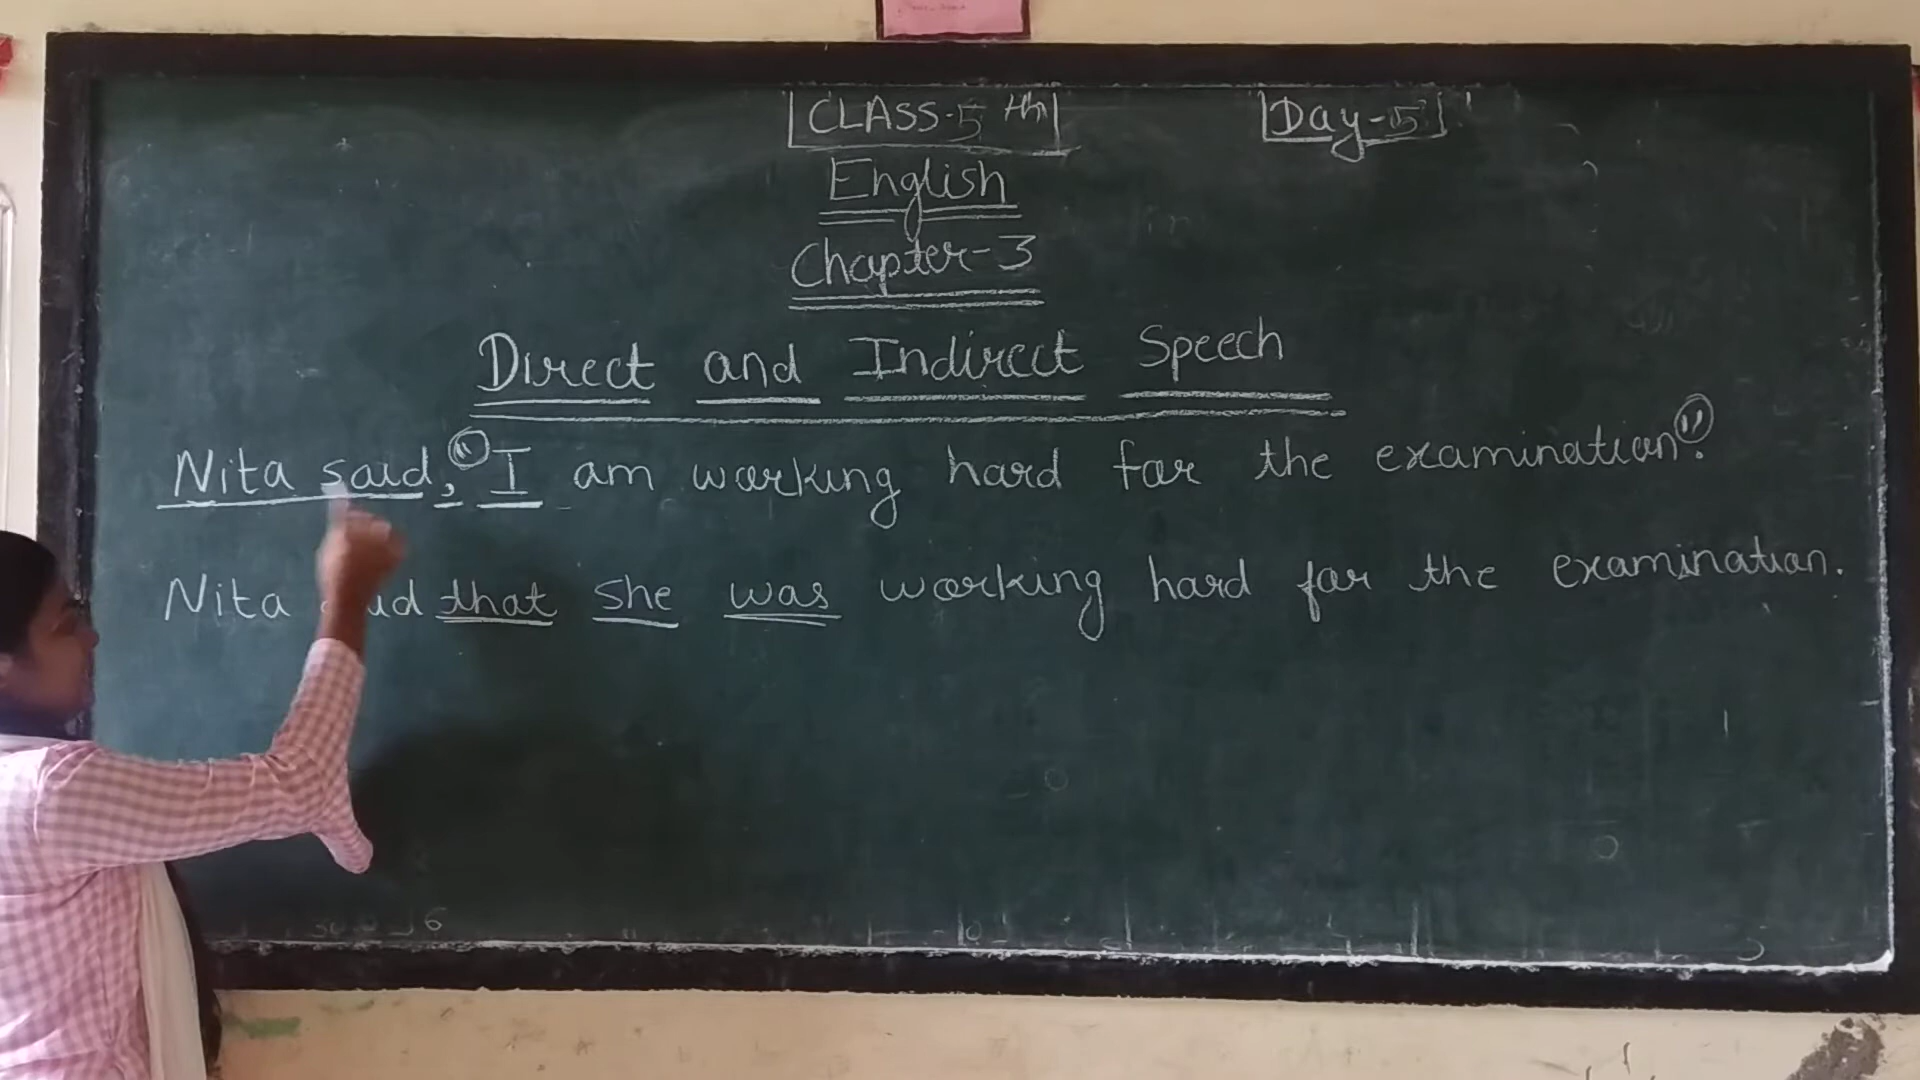 CLASS-5th Day-5
English
Chapter-3
Direct and Indirect Speech
Nita said, "I am working hard for the examination".
Nita said that she was working hard for the examination.